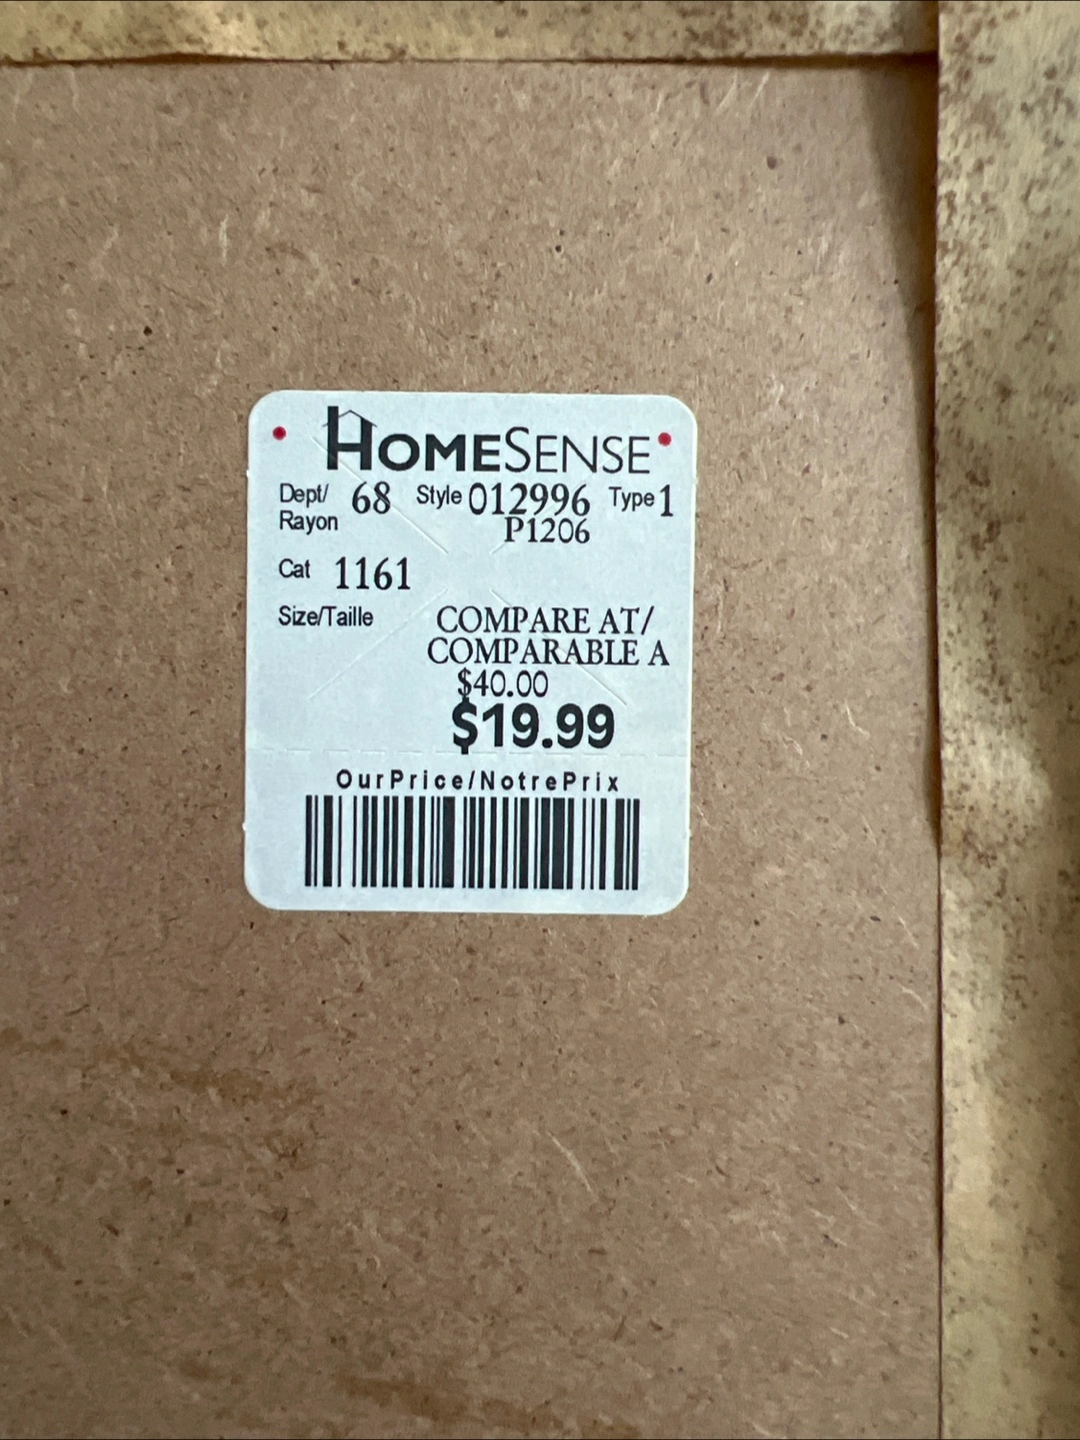 HOMESENSE
Dept/ 68 Style 012996 Type 1
Rayon P1206
Cat 1161
Size/Taille COMPARE AT/
COMPARABLE A
$40.00
$19.99
OurPrice/NotrePrix